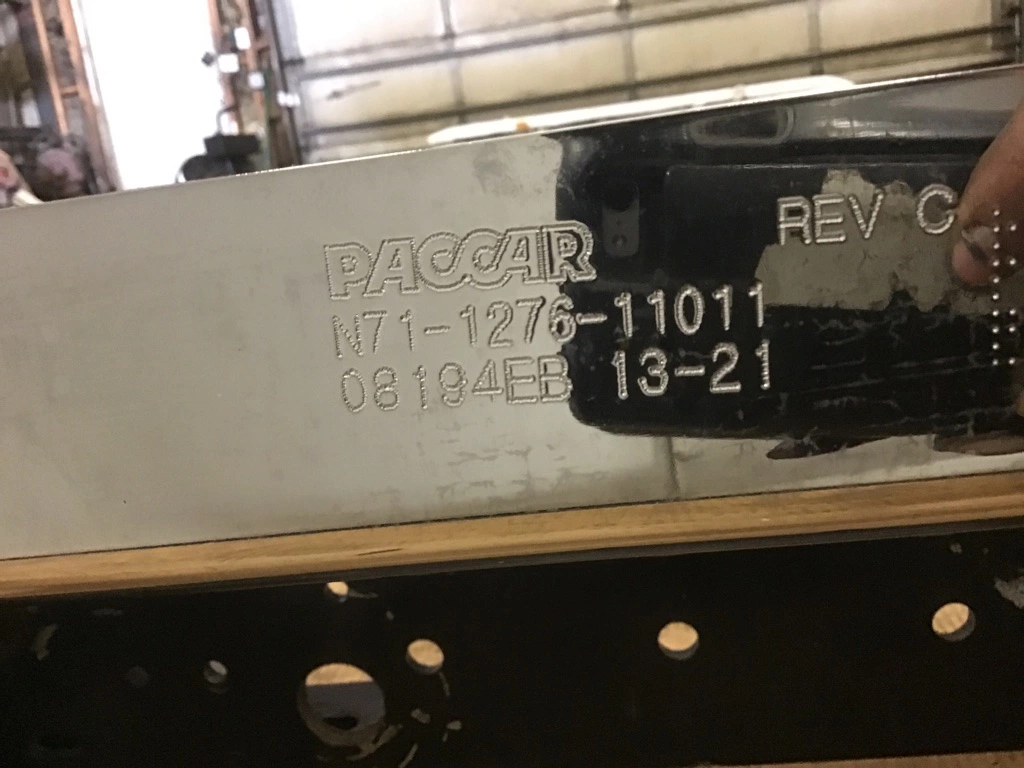 PACCAR
REV C
N71-1276-11011
08194EB 13-21